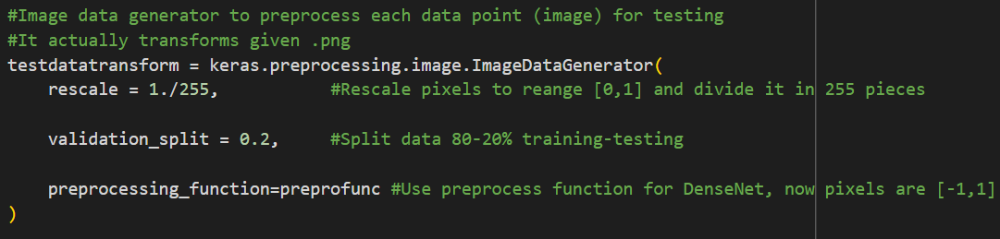 #Image data generator to preprocess each data point (image) for testing
#It actually transforms given .png
testdatatransform = keras.preprocessing.image.ImageDataGenerator(
    rescale = 1./255,           #Rescale pixels to reange [0,1] and divide it in 255 pieces
    validation_split = 0.2,     #Split data 80-20% training-testing
    preprocessing_function=preprofunc #Use preprocess function for DenseNet, now pixels are [-1,1]
)